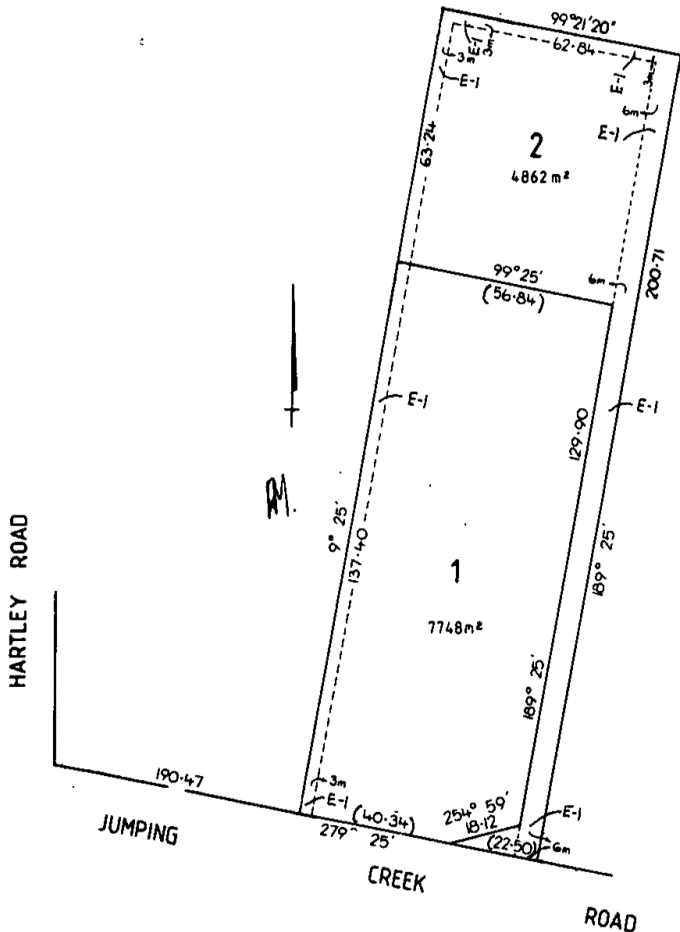 99°21'20"
62·84
3m
E-1
3m
E-1
E-1
3m
6m
E-1
63·24
2
4862 m²
200·71
6m
99° 25'
(56·84)
E-1
E-1
129·90
9° 25'
137·40
1
7748m²
189° 25'
189° 25'
HARTLEY ROAD
190·47
3m
E-1
(40·34)
279° 25'
254° 59'
18·12
E-1
(22·50)
6m
JUMPING
CREEK
ROAD